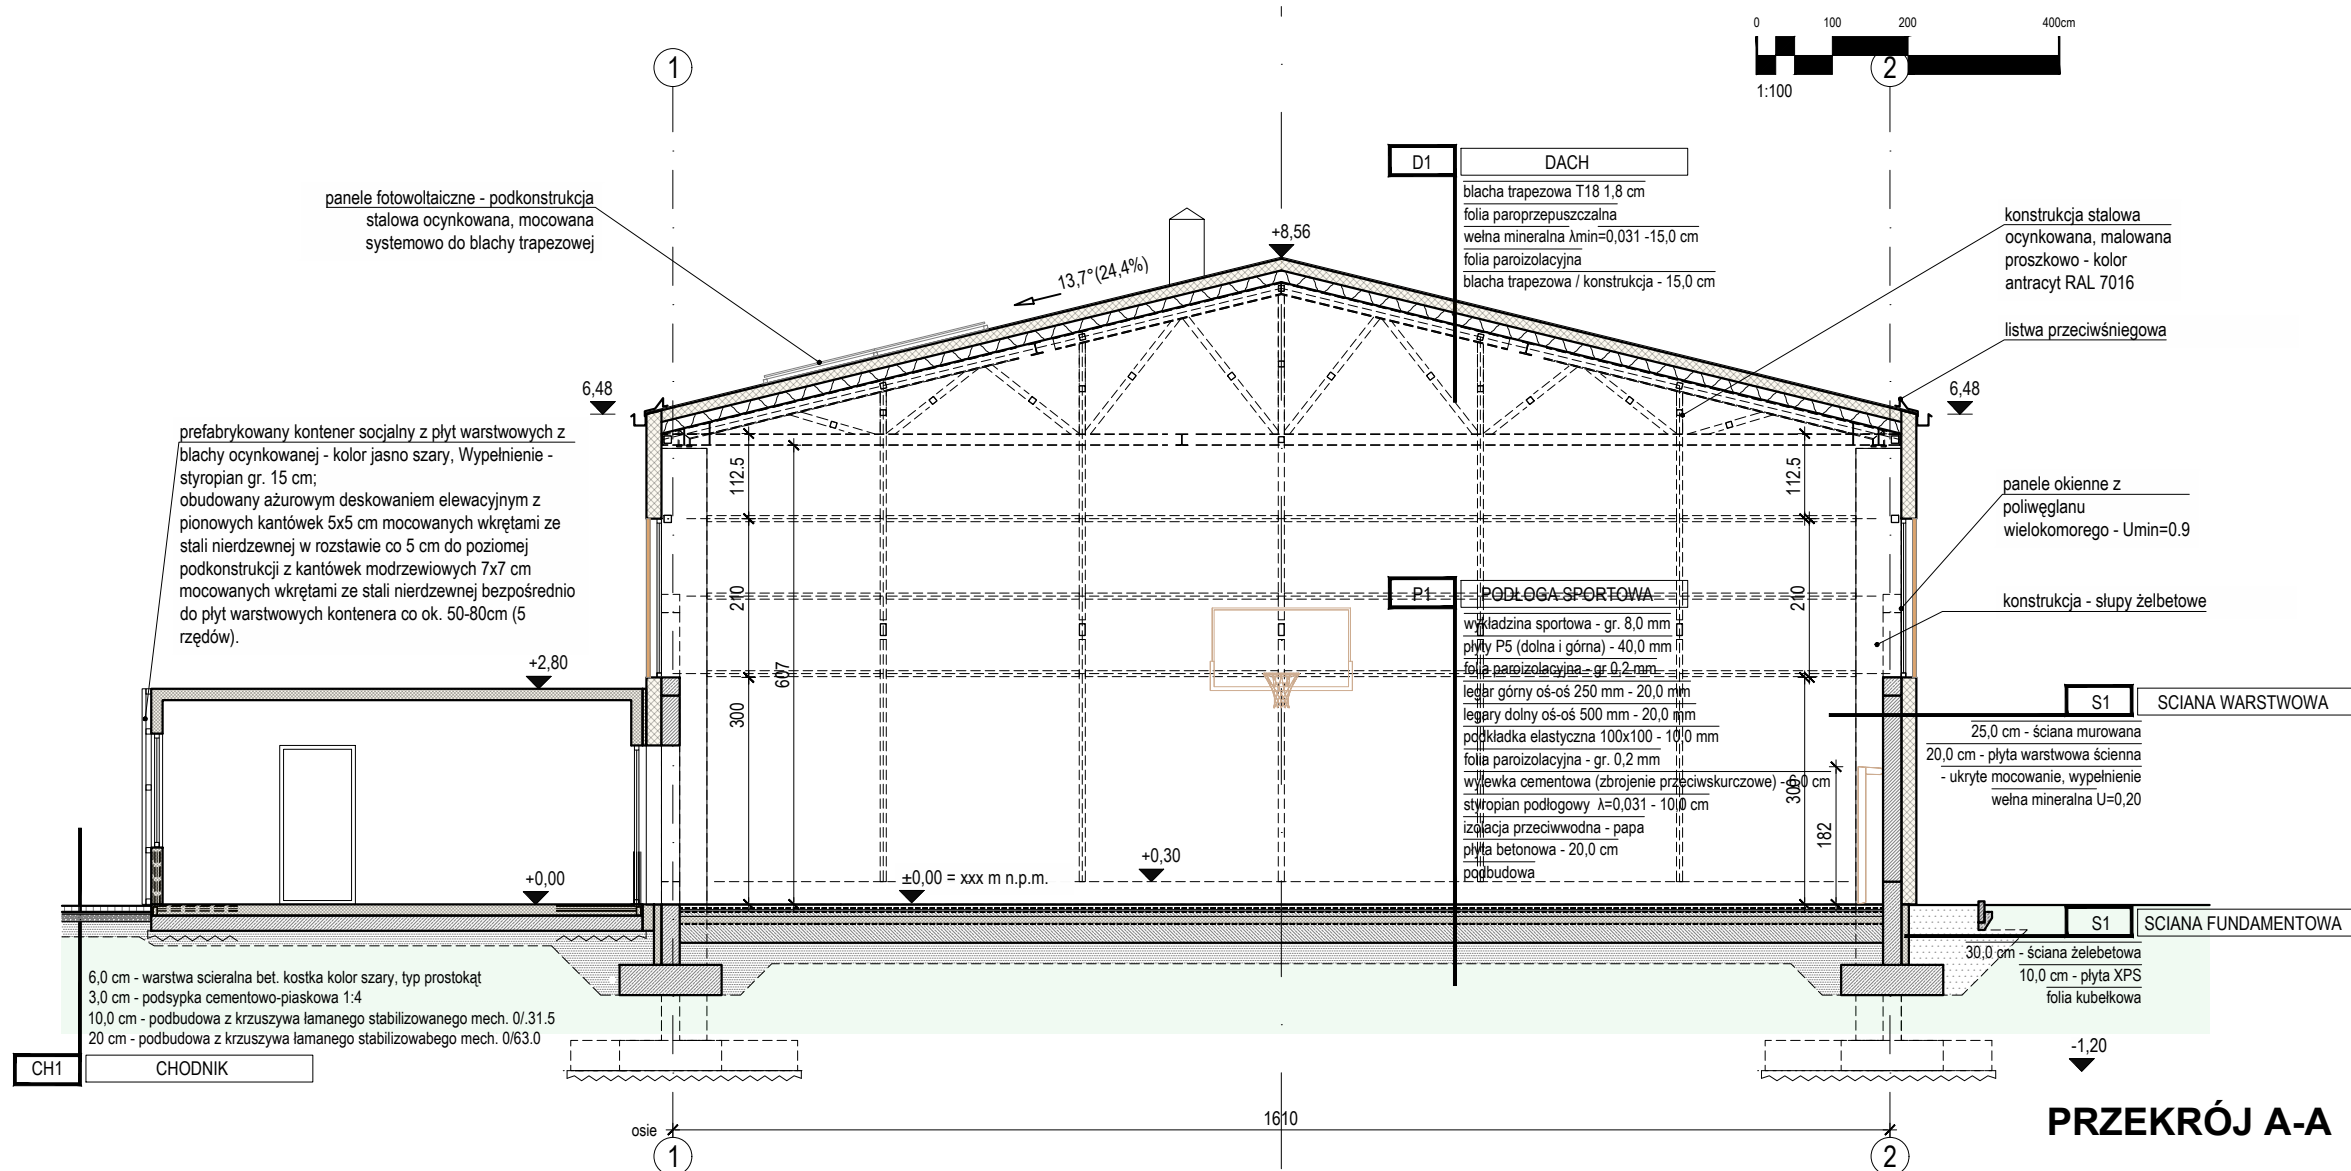 0 100 200 400cm
1:100
1
2
D1 DACH
blacha trapezowa T18 1,8 cm
folia paroprzepuszczalna
wełna mineralna λmin=0,031 -15,0 cm
folia paroizolacyjna
blacha trapezowa / konstrukcja - 15,0 cm
panele fotowoltaiczne - podkonstrukcja
stalowa ocynkowana, mocowana
systemowo do blachy trapezowej
konstrukcja stalowa
ocynkowana, malowana
proszkowo - kolor
antracyt RAL 7016
+8,56
13,7°(24,4%)
listwa przeciwśniegowa
6,48
6,48
prefabrykowany kontener socjalny z płyt warstwowych z
blachy ocynkowanej - kolor jasno szary, Wypełnienie -
styropian gr. 15 cm;
obudowany ażurowym deskowaniem elewacyjnym z
pionowych kantówek 5x5 cm mocowanych wkrętami ze
stali nierdzewnej w rozstawie co 5 cm do poziomej
podkonstrukcji z kantówek modrzewiowych 7x7 cm
mocowanych wkrętami ze stali nierdzewnej bezpośrednio
do płyt warstwowych kontenera co ok. 50-80cm (5
rzędów).
112.5
210
300
607
112.5
210
300
182
panele okienne z
poliwęglanu
wielokomorego - Umin=0.9
konstrukcja - słupy żelbetowe
P1 PODŁOGA SPORTOWA
wykładzina sportowa - gr. 8,0 mm
płyty P5 (dolna i górna) - 40,0 mm
folia paroizolacyjna - gr 0,2 mm
legar górny oś-oś 250 mm - 20,0 mm
legary dolny oś-oś 500 mm - 20,0 mm
podkładka elastyczna 100x100 - 10,0 mm
folia paroizolacyjna - gr. 0,2 mm
wylewka cementowa (zbrojenie przeciwskurczowe) - 6,0 cm
styropian podłogowy λ=0,031 - 10,0 cm
izolacja przeciwwodna - papa
płyta betonowa - 20,0 cm
podbudowa
+2,80
S1 SCIANA WARSTWOWA
25,0 cm - ściana murowana
20,0 cm - płyta warstwowa ścienna
- ukryte mocowanie, wypełnienie
wełna mineralna U=0,20
+0,00
±0,00 = xxx m n.p.m.
+0,30
S1 SCIANA FUNDAMENTOWA
30,0 cm - ściana żelebetowa
10,0 cm - płyta XPS
folia kubełkowa
6,0 cm - warstwa scieralna bet. kostka kolor szary, typ prostokąt
3,0 cm - podsypka cementowo-piaskowa 1:4
10,0 cm - podbudowa z krzuszywa łamanego stabilizowanego mech. 0/.31.5
20 cm - podbudowa z krzuszywa łamanego stabilizowabego mech. 0/63.0
CH1 CHODNIK
-1,20
1610
osie
1
2
PRZEKRÓJ A-A